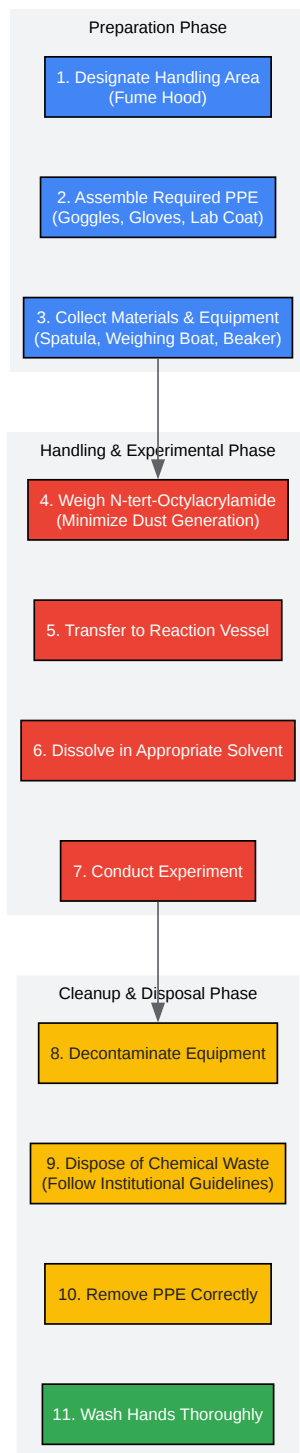 Preparation Phase
1. Designate Handling Area
(Fume Hood)
2. Assemble Required PPE
(Goggles, Gloves, Lab Coat)
3. Collect Materials & Equipment
(Spatula, Weighing Boat, Beaker)
Handling & Experimental Phase
4. Weigh N-tert-Octylacrylamide
(Minimize Dust Generation)
5. Transfer to Reaction Vessel
6. Dissolve in Appropriate Solvent
7. Conduct Experiment
Cleanup & Disposal Phase
8. Decontaminate Equipment
9. Dispose of Chemical Waste
(Follow Institutional Guidelines)
10. Remove PPE Correctly
11. Wash Hands Thoroughly